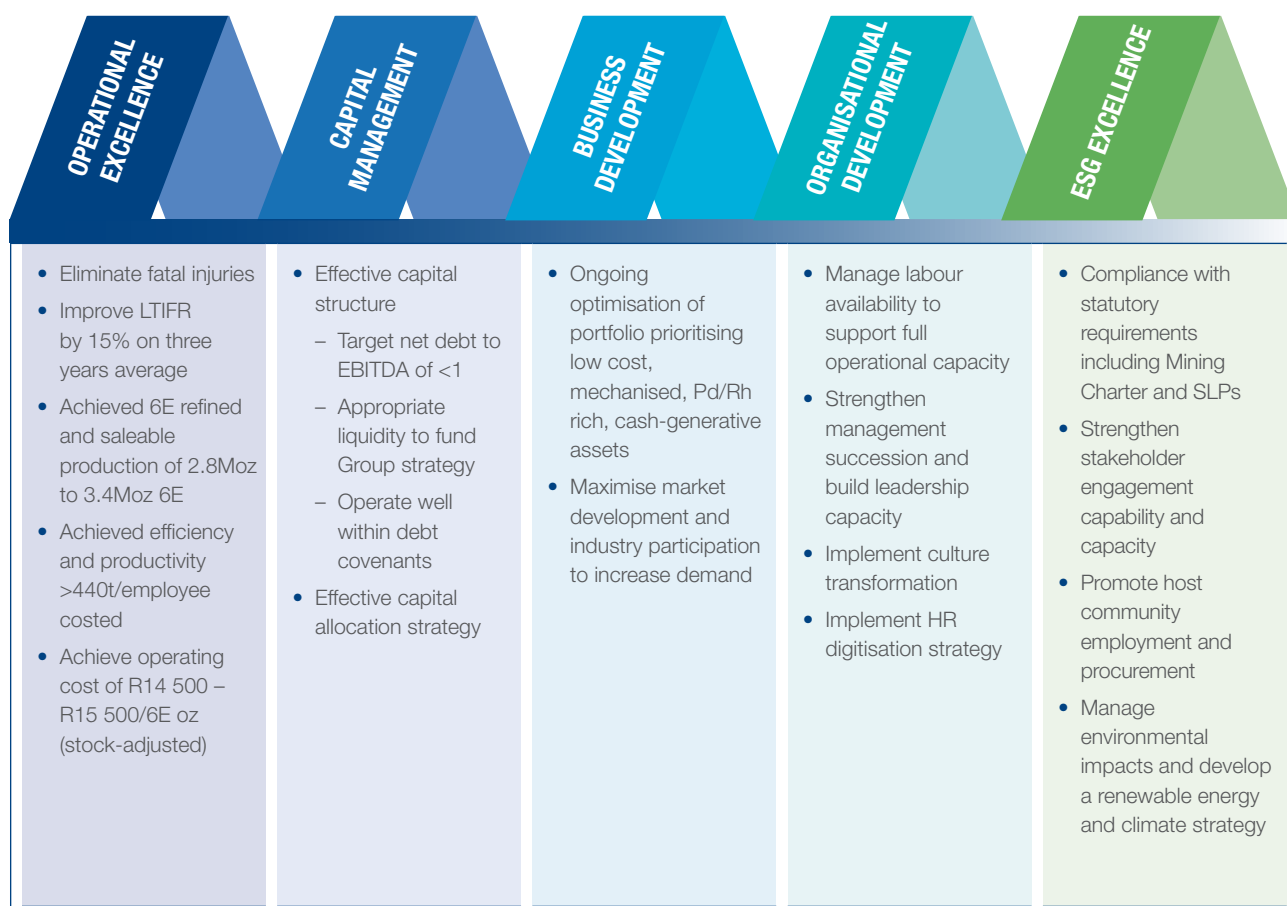 OPERATIONAL
EXCELLENCE
CAPITAL
MANAGEMENT
BUSINESS
DEVELOPMENT
ORGANISATIONAL
DEVELOPMENT
ESG EXCELLENCE
• Eliminate fatal injuries
• Improve LTIFR
by 15% on three
years average
• Achieved 6E refined
and saleable
production of 2.8Moz
to 3.4Moz 6E
• Achieved efficiency
and productivity
>440t/employee
costed
• Achieve operating
cost of R14 500 –
R15 500/6E oz
(stock-adjusted)
• Effective capital
structure
– Target net debt to
EBITDA of <1
– Appropriate
liquidity to fund
Group strategy
– Operate well
within debt
covenants
• Effective capital
allocation strategy
• Ongoing
optimisation of
portfolio prioritising
low cost,
mechanised, Pd/Rh
rich, cash-generative
assets
• Maximise market
development and
industry participation
to increase demand
• Manage labour
availability to
support full
operational capacity
• Strengthen
management
succession and
build leadership
capacity
• Implement culture
transformation
• Implement HR
digitisation strategy
• Compliance with
statutory
requirements
including Mining
Charter and SLPs
• Strengthen
stakeholder
engagement
capability and
capacity
• Promote host
community
employment and
procurement
• Manage
environmental
impacts and develop
a renewable energy
and climate strategy